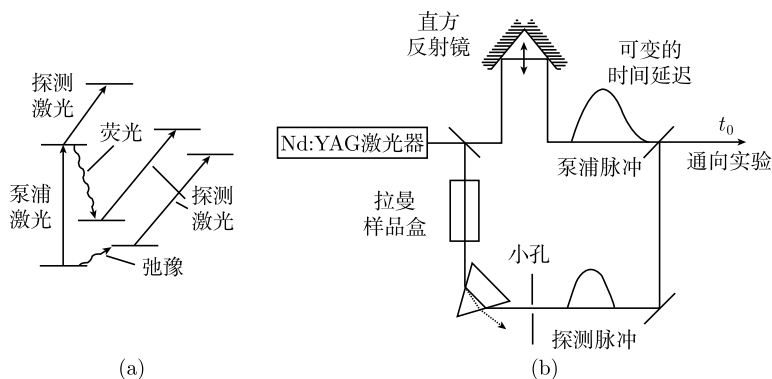 探测
激光
荧光
泵浦
激光
探测
激光
弛豫
(a)
直方
反射镜
可变的
时间延迟
Nd:YAG激光器
t₀
泵浦脉冲
通向实验
拉曼
样品盒
小孔
探测脉冲
(b)